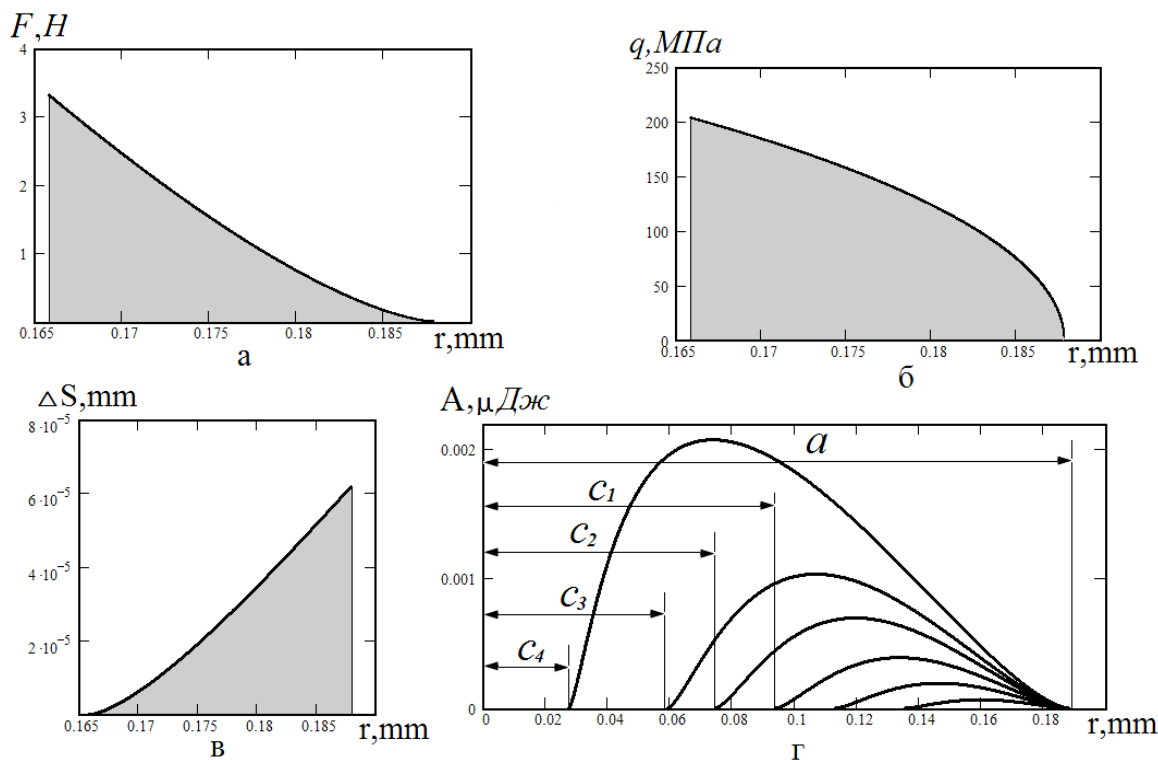 F,H
4
3
2
1
0.165 0.17 0.175 0.18 0.185 r,mm
а
q,МПа
250
200
150
100
50
0
0.165 0.17 0.175 0.18 0.185 r,mm
б
△S,mm
8·10⁻⁵
6·10⁻⁵
4·10⁻⁵
2·10⁻⁵
0.165 0.17 0.175 0.18 0.185 r,mm
в
A,μДж
0.002
0.001
0
a
c₁
c₂
c₃
c₄
0 0.02 0.04 0.06 0.08 0.1 0.12 0.14 0.16 0.18 r,mm
г